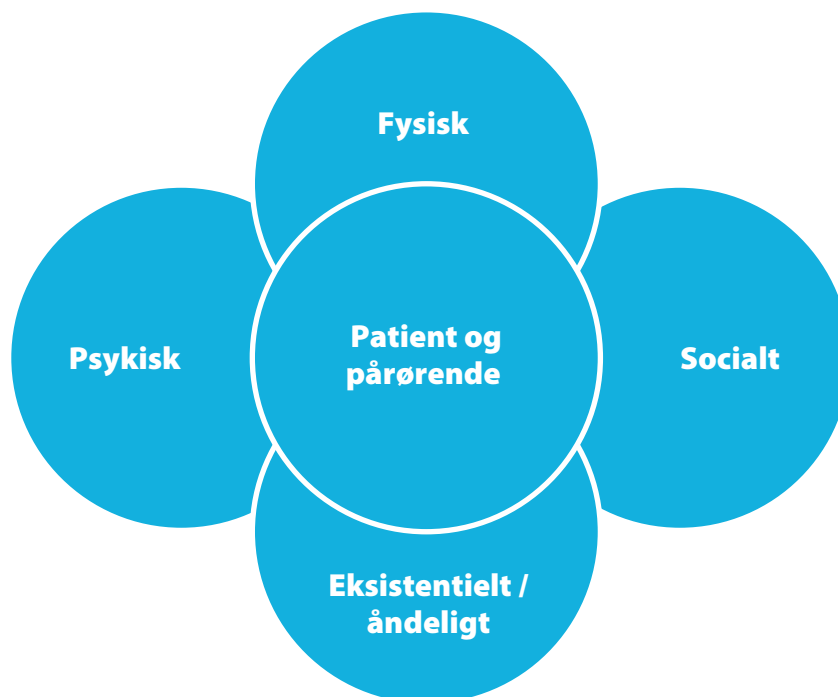 Fysisk
Psykisk
Patient og
pårørende
Socialt
Eksistentielt /
åndeligt